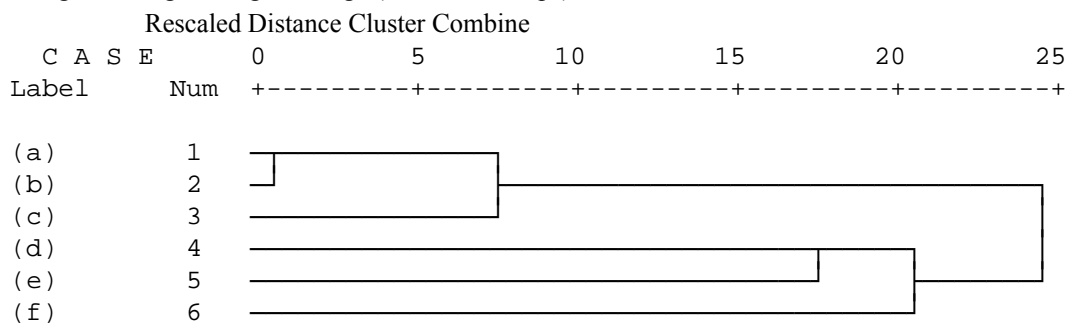 Rescaled Distance Cluster Combine
C A S E 0 5 10 15 20 25
Label Num +---------+---------+---------+---------+---------+
(a) 1
(b) 2
(c) 3
(d) 4
(e) 5
(f) 6